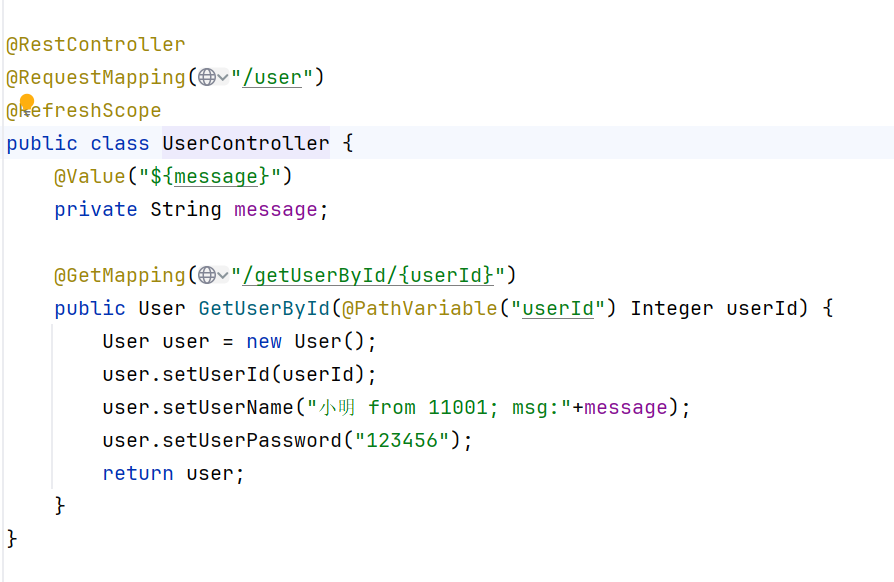 @RestController
@RequestMapping("/user")
@RefreshScope
public class UserController {
    @Value("${message}")
    private String message;
    @GetMapping("/getUserById/{userId}")
    public User GetUserById(@PathVariable("userId") Integer userId) {
        User user = new User();
        user.setUserId(userId);
        user.setUserName("小明 from 11001; msg:"+message);
        user.setUserPassword("123456");
        return user;
    }
}